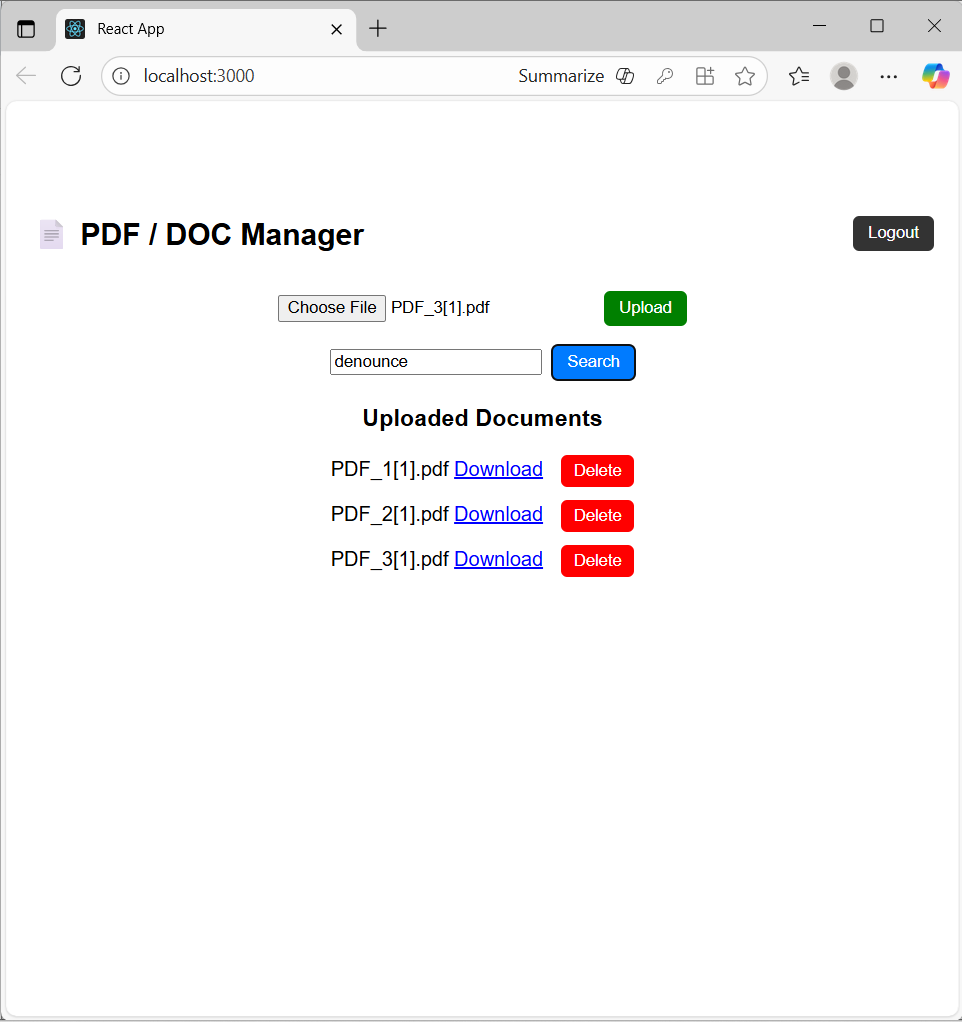 React App
localhost:3000 Summarize
PDF / DOC Manager Logout
Choose File PDF_3[1].pdf Upload
denounce Search
Uploaded Documents
PDF_1[1].pdf Download Delete
PDF_2[1].pdf Download Delete
PDF_3[1].pdf Download Delete